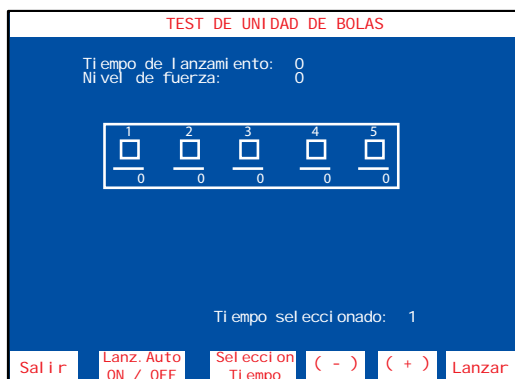 TEST DE UNIDAD DE BOLAS
Tiempo de lanzamiento: 0
Nivel de fuerza: 0
1 2 3 4 5
0 0 0 0 0
Tiempo seleccionado: 1
Salir Lanz.Auto ON / OFF Seleccion Tiempo ( - ) ( + ) Lanzar